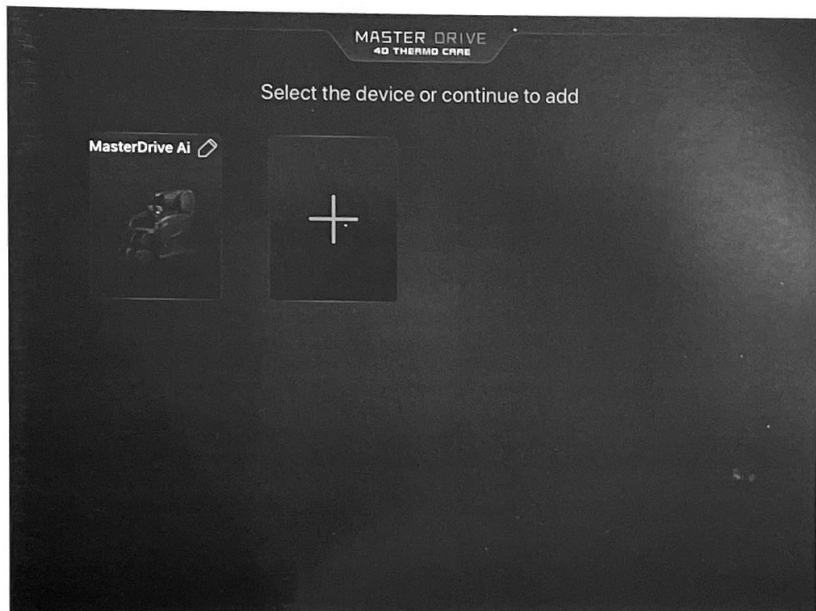 MASTER DRIVE
4D THERMO CARE
Select the device or continue to add
MasterDrive Ai